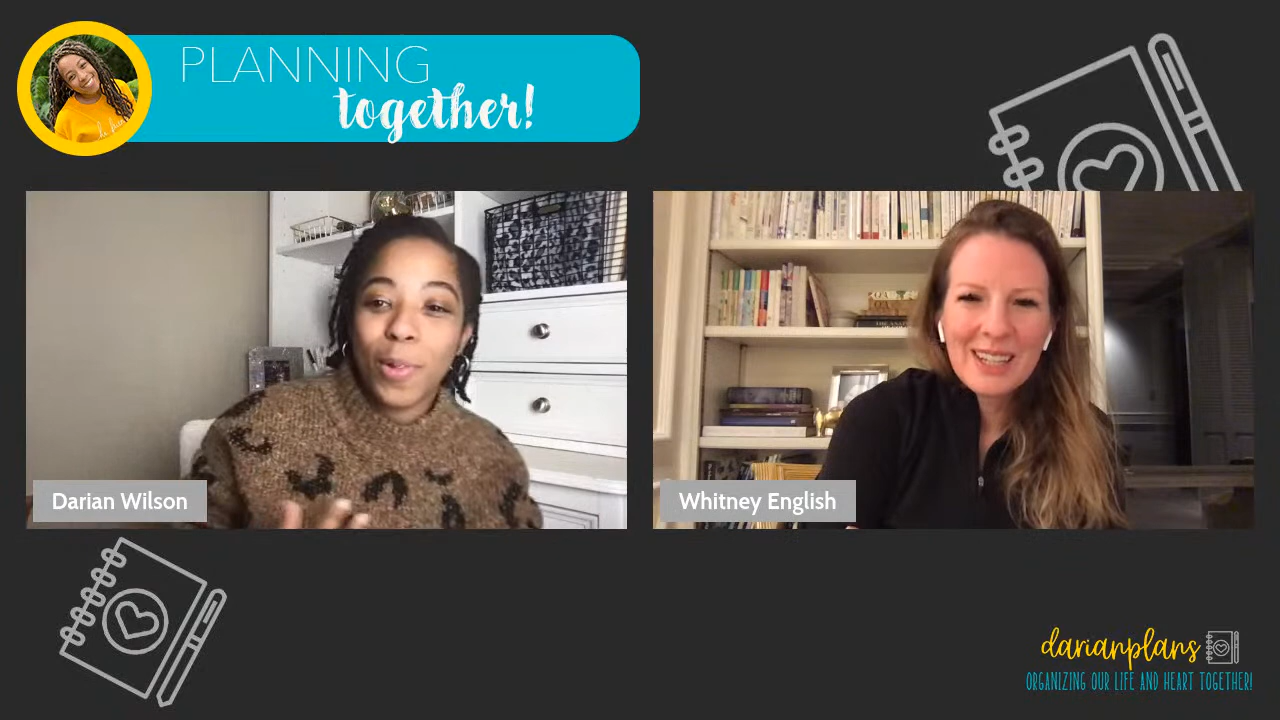 PLANNING
together!
Darian Wilson
Whitney English
darianplans
ORGANIZING OUR LIFE AND HEART TOGETHER!